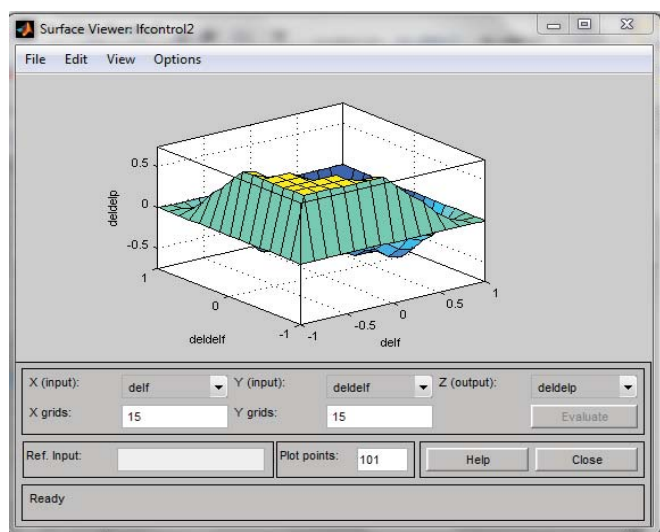 Surface Viewer: lfcontrol2
File Edit View Options
0.5
0
-0.5
deldelp
1
0
-1
deldelf
-1
-0.5
0
0.5
1
delf
X (input): delf Y (input): deldelf Z (output): deldelp
X grids: 15 Y grids: 15 Evaluate
Ref. Input: Plot points: 101 Help Close
Ready